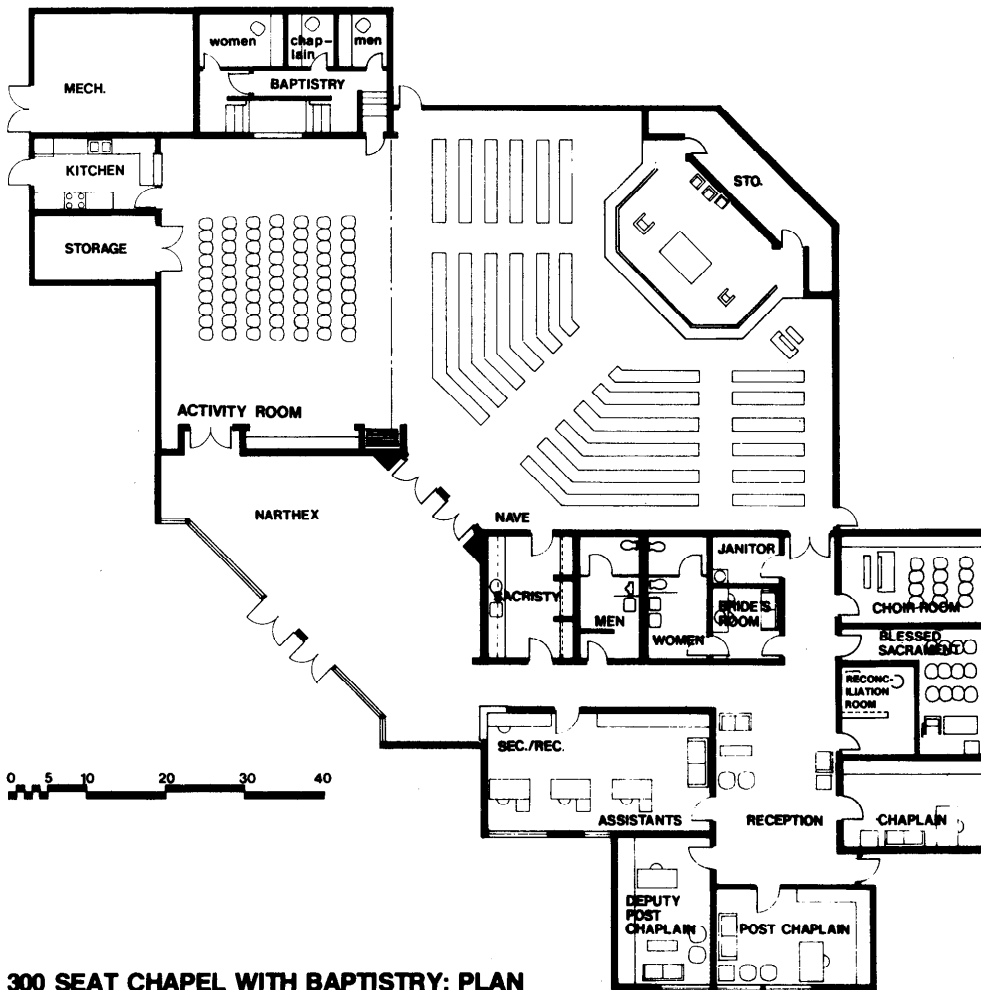 women
chap-
lain
men
MECH.
BAPTISTRY
KITCHEN
STO.
STORAGE
ACTIVITY ROOM
NARTHEX
NAVE
JANITOR
SACRISTY
BRIDE'S
ROOM
CHOIR ROOM
MEN
WOMEN
BLESSED
SACRAMENT
RECONC-
ILIATION
ROOM
SEC./REC.
0 5 10 20 30 40
ASSISTANTS
RECEPTION
CHAPLAIN
DEPUTY
POST
CHAPLAIN
POST CHAPLAIN
300 SEAT CHAPEL WITH BAPTISTRY: PLAN